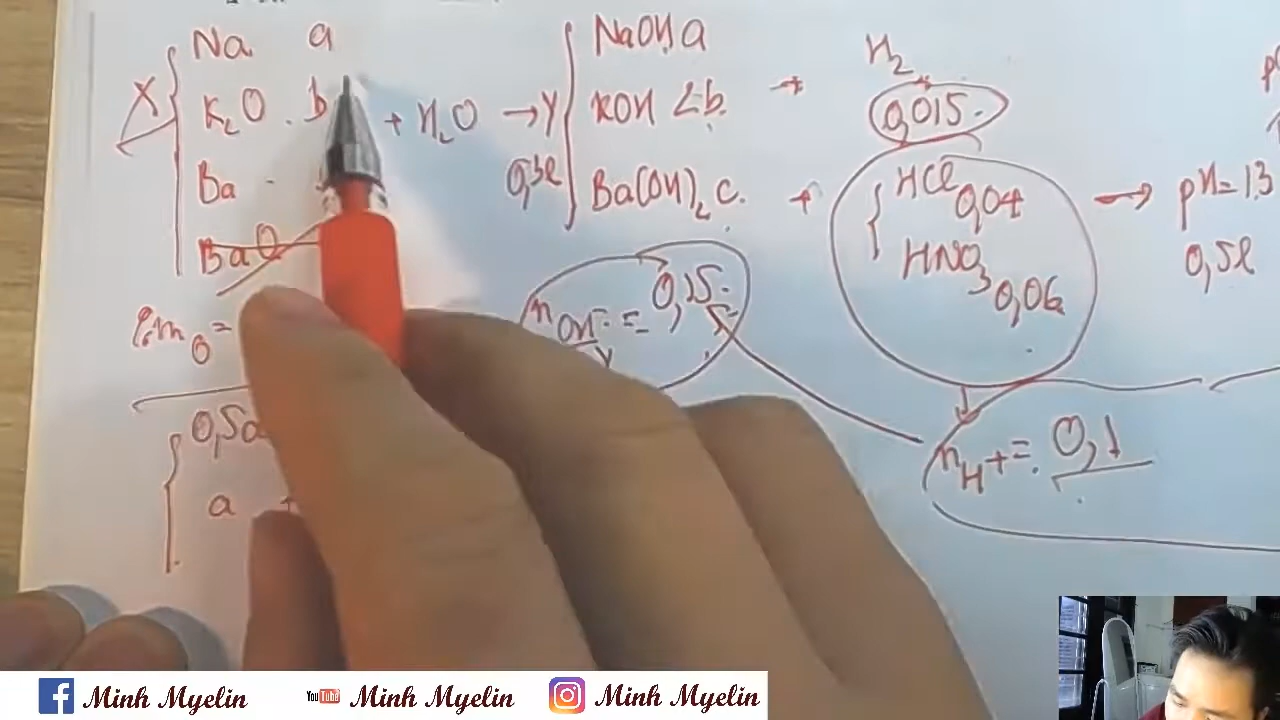 Na a
K₂O b
X
Ba
BaO
+ H₂O → Y
0,3l
NaOH a
KOH 2b.
Ba(OH)₂ c.
+ H₂
0,015.
+ HCl 0,04
HNO₃ 0,06
→ pH=13
0,5l
%m O =
n OH⁻ = 0,15.
Y
n H+ = 0,1
0,5a
a +
Minh Myelin
YouTube Minh Myelin
Minh Myelin